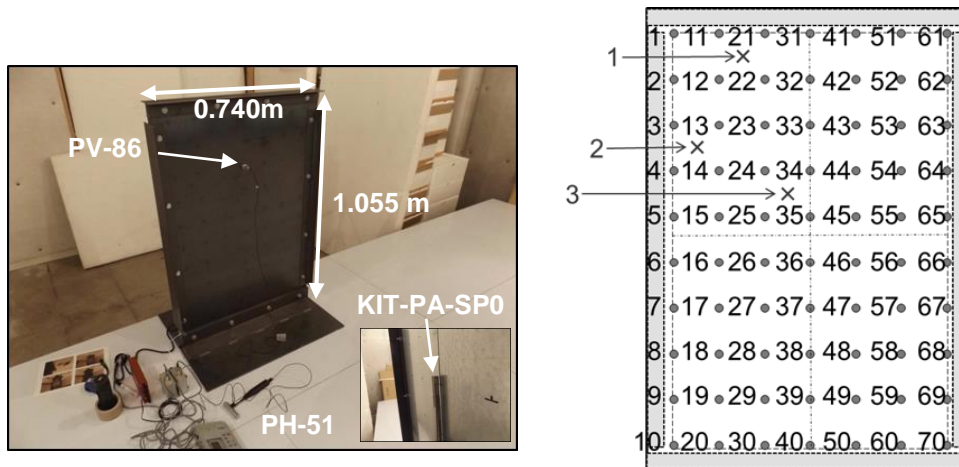 0.740m
PV-86
1.055 m
KIT-PA-SP0
PH-51
1 11 21 31 41 51 61
1
2 12 22 32 42 52 62
3 13 23 33 43 53 63
2
4 14 24 34 44 54 64
3
5 15 25 35 45 55 65
6 16 26 36 46 56 66
7 17 27 37 47 57 67
8 18 28 38 48 58 68
9 19 29 39 49 59 69
10 20 30 40 50 60 70